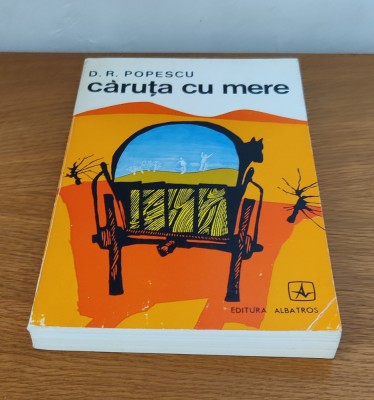 D. R. POPESCU
căruța cu mere
EDITURA ALBATROS